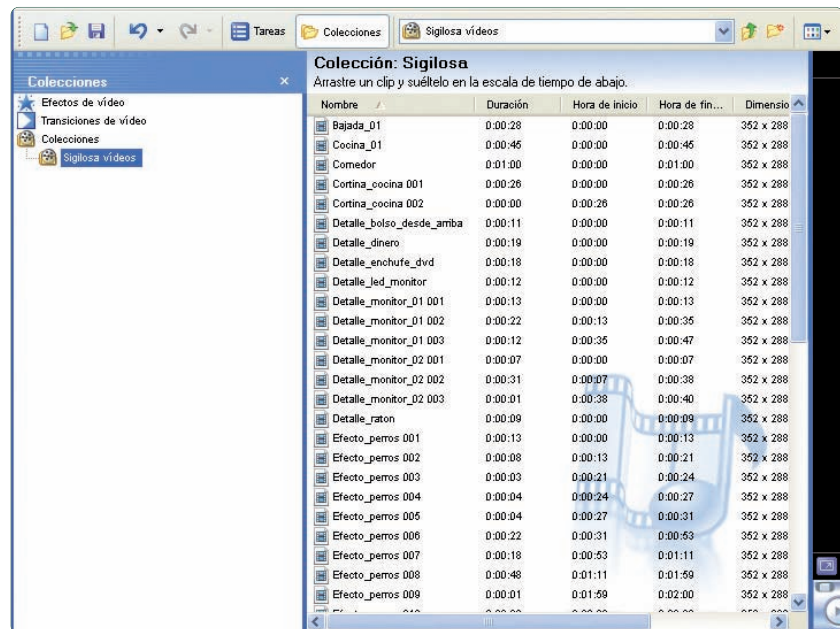 Tareas Colecciones Sigilosa vídeos
Colecciones ×
Efectos de vídeo
Transiciones de vídeo
Colecciones
Sigilosa vídeos
Colección: Sigilosa
Arrastre un clip y suéltelo en la escala de tiempo de abajo.
Nombre Duración Hora de inicio Hora de fin... Dimensio
Bajada_01 0:00:28 0:00:00 0:00:28 352 x 288
Cocina_01 0:00:45 0:00:00 0:00:45 352 x 288
Comedor 0:01:00 0:00:00 0:01:00 352 x 288
Cortina_cocina 001 0:00:26 0:00:00 0:00:26 352 x 288
Cortina_cocina 002 0:00:00 0:00:26 0:00:26 352 x 288
Detalle_bolso_desde_arriba 0:00:11 0:00:00 0:00:11 352 x 288
Detalle_dinero 0:00:19 0:00:00 0:00:19 352 x 288
Detalle_enchufe_dvd 0:00:18 0:00:00 0:00:18 352 x 288
Detalle_led_monitor 0:00:12 0:00:00 0:00:12 352 x 288
Detalle_monitor_01 001 0:00:13 0:00:00 0:00:13 352 x 288
Detalle_monitor_01 002 0:00:22 0:00:13 0:00:35 352 x 288
Detalle_monitor_01 003 0:00:12 0:00:35 0:00:47 352 x 288
Detalle_monitor_02 001 0:00:07 0:00:00 0:00:07 352 x 288
Detalle_monitor_02 002 0:00:31 0:00:07 0:00:38 352 x 288
Detalle_monitor_02 003 0:00:01 0:00:38 0:00:40 352 x 288
Detalle_raton 0:00:09 0:00:00 0:00:09 352 x 288
Efecto_perros 001 0:00:13 0:00:00 0:00:13 352 x 288
Efecto_perros 002 0:00:08 0:00:13 0:00:21 352 x 288
Efecto_perros 003 0:00:03 0:00:21 0:00:24 352 x 288
Efecto_perros 004 0:00:04 0:00:24 0:00:27 352 x 288
Efecto_perros 005 0:00:04 0:00:27 0:00:31 352 x 288
Efecto_perros 006 0:00:22 0:00:31 0:00:53 352 x 288
Efecto_perros 007 0:00:18 0:00:53 0:01:11 352 x 288
Efecto_perros 008 0:00:48 0:01:11 0:01:59 352 x 288
Efecto_perros 009 0:00:01 0:01:59 0:02:00 352 x 288